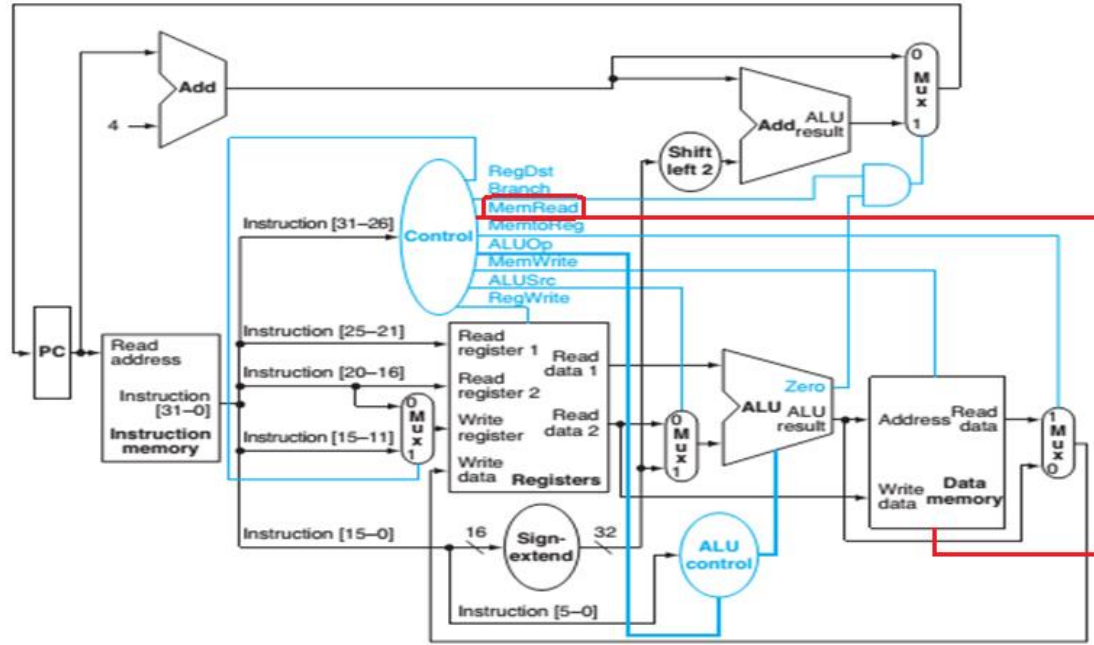 Add
4
Add ALU
result
0
M
u
x
1
Shift
left 2
RegDst
Branch
MemRead
MemtoReg
ALUOp
MemWrite
ALUSrc
RegWrite
Control
Instruction [31–26]
PC
Read
address
Instruction
[31–0]
Instruction
memory
Instruction [25–21]
Instruction [20–16]
Instruction [15–11]
0
M
u
x
1
Read
register 1
Read
register 2
Write
register
Write
data
Read
data 1
Read
data 2
Registers
0
M
u
x
1
Zero
ALU ALU
result
Address
Read
data
Write
data
Data
memory
1
M
u
x
0
Instruction [15–0]
16
Sign-
extend
32
ALU
control
Instruction [5–0]